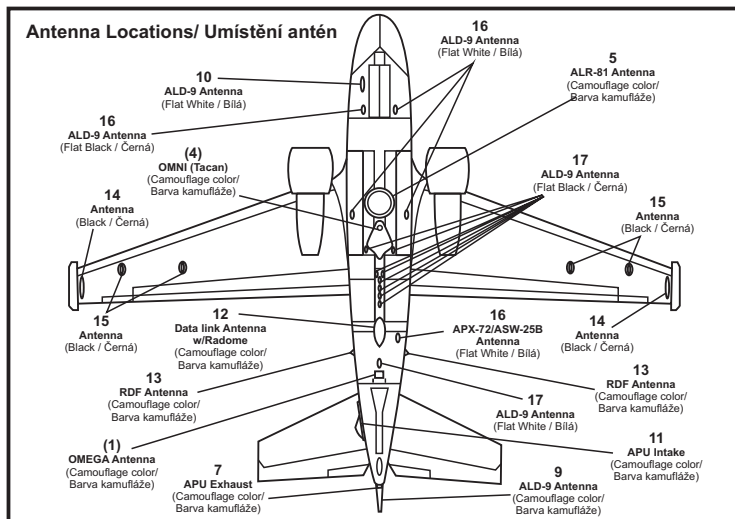 Antenna Locations/ Umístění antén
16
ALD-9 Antenna
(Flat White / Bílá)
5
ALR-81 Antenna
(Camouflage color/
Barva kamufláže)
10
ALD-9 Antenna
(Flat White / Bílá)
16
ALD-9 Antenna
(Flat Black / Černá)
(4)
OMNI (Tacan)
(Camouflage color/
Barva kamufláže)
17
ALD-9 Antenna
(Flat Black / Černá)
14
Antenna
(Black / Černá)
15
Antenna
(Black / Černá)
15
Antenna
(Black / Černá)
12
Data link Antenna
w/Radome
(Camouflage color/
Barva kamufláže)
16
APX-72/ASW-25B
Antenna
(Flat White / Bílá)
14
Antenna
(Black / Černá)
13
RDF Antenna
(Camouflage color/
Barva kamufláže)
13
RDF Antenna
(Camouflage color/
Barva kamufláže)
17
ALD-9 Antenna
(Flat White / Bílá)
(1)
OMEGA Antenna
(Camouflage color/
Barva kamufláže)
7
APU Exhaust
(Camouflage color/
Barva kamufláže)
9
ALD-9 Antenna
(Camouflage color/
Barva kamufláže)
11
APU Intake
(Camouflage color/
Barva kamufláže)